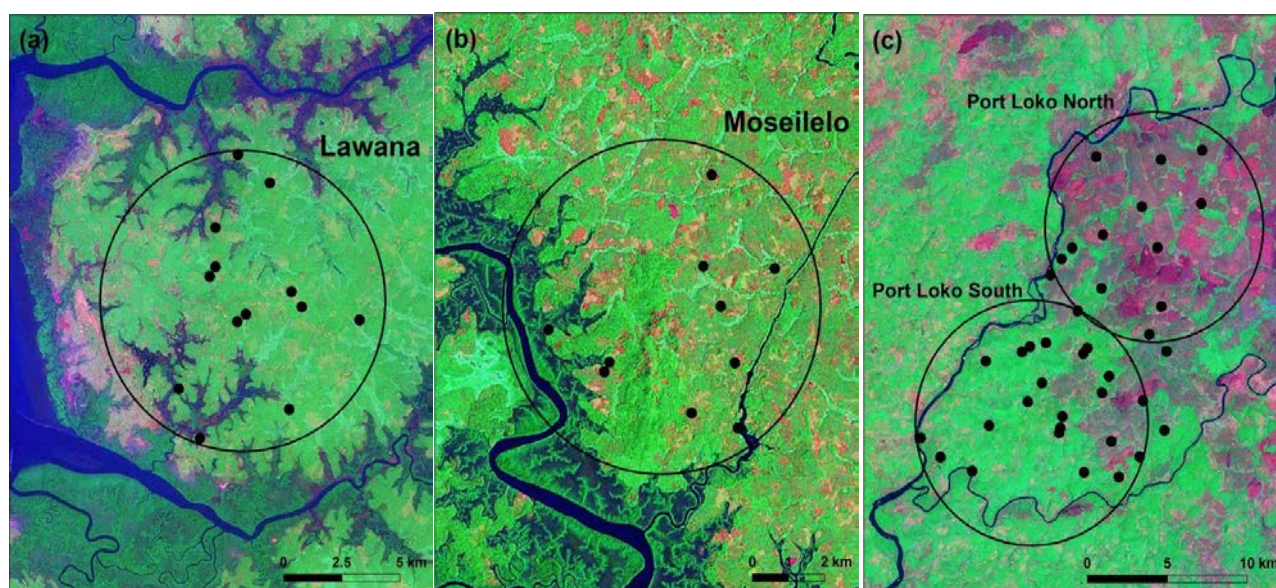 (a)
Lawana
0 2.5 5 km
(b)
Moseilelo
0 1 2 km
(c)
Port Loko North
Port Loko South
0 5 10 km